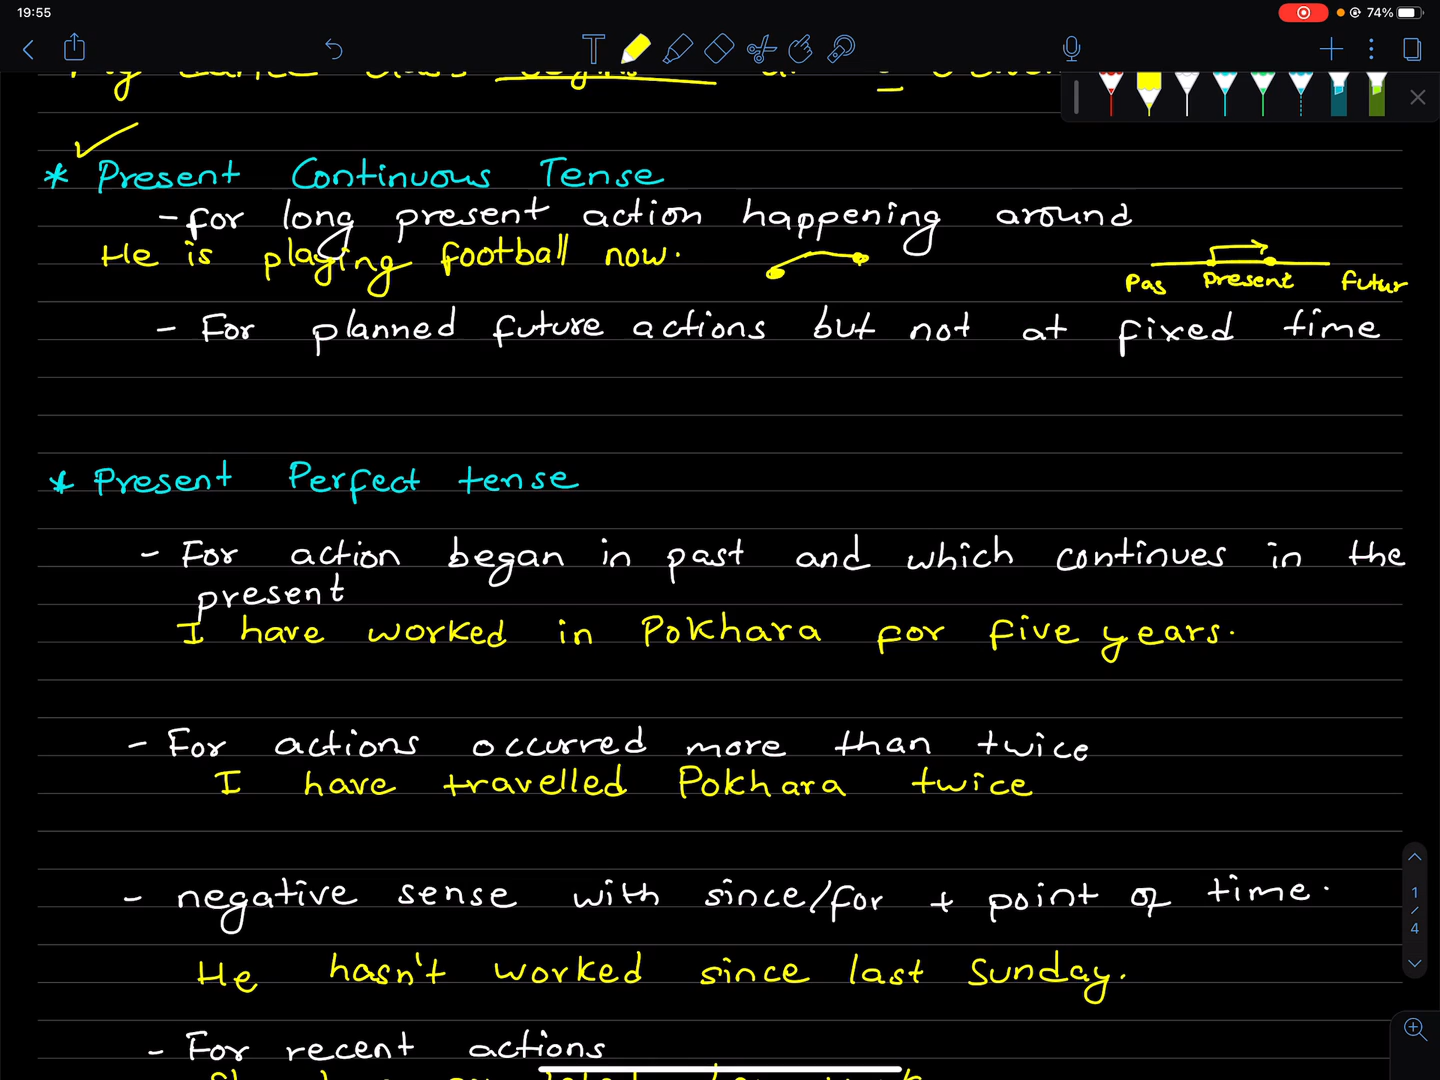 19:55
74%
begins
* Present Continuous Tense
- for long present action happening around
He is playing football now.
Pas present futur
- For planned future actions but not at fixed time
* Present Perfect tense
- For action began in past and which continues in the
present
I have worked in Pokhara for five years.
- For actions occurred more than twice
I have travelled Pokhara twice
- negative sense with since/for + point of time.
He hasn't worked since last Sunday.
- For recent actions
1
/
4